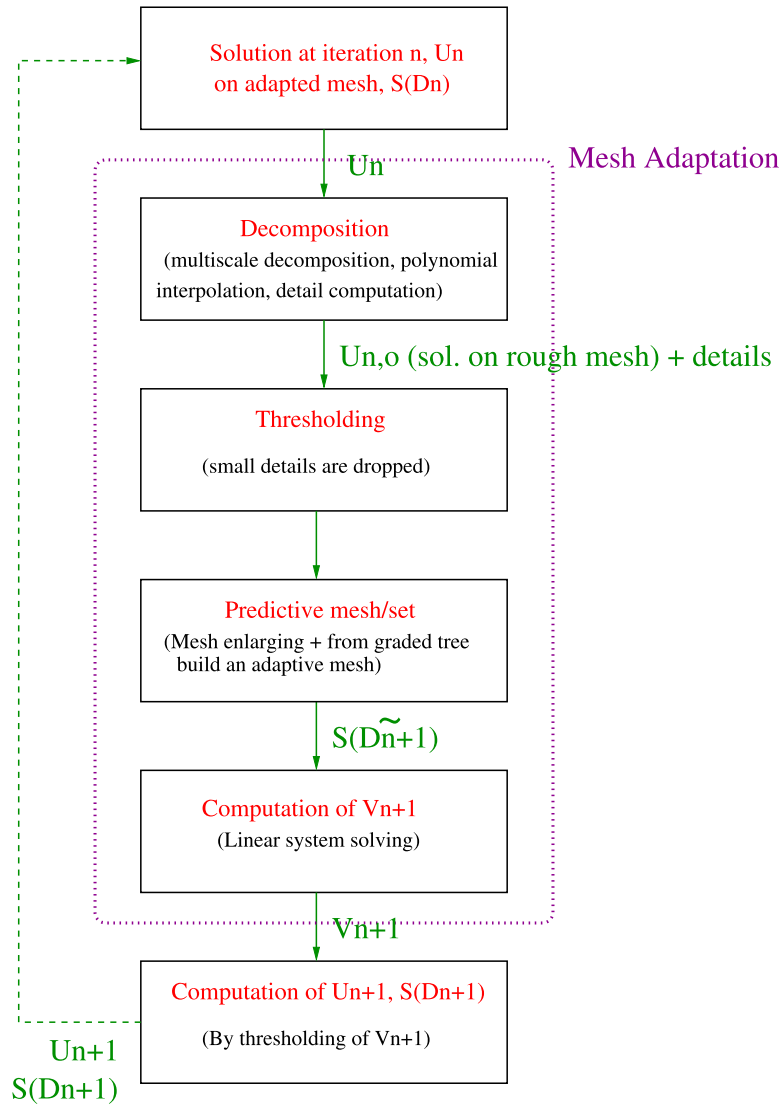 Solution at iteration n, Un
on adapted mesh, S(Dn)
Un
Mesh Adaptation
Decomposition
(multiscale decomposition, polynomial
interpolation, detail computation)
Un,o (sol. on rough mesh) + details
Thresholding
(small details are dropped)
Predictive mesh/set
(Mesh enlarging + from graded tree
build an adaptive mesh)
S(Dñ+1)
Computation of Vn+1
(Linear system solving)
Vn+1
Computation of Un+1, S(Dn+1)
(By thresholding of Vn+1)
Un+1
S(Dn+1)